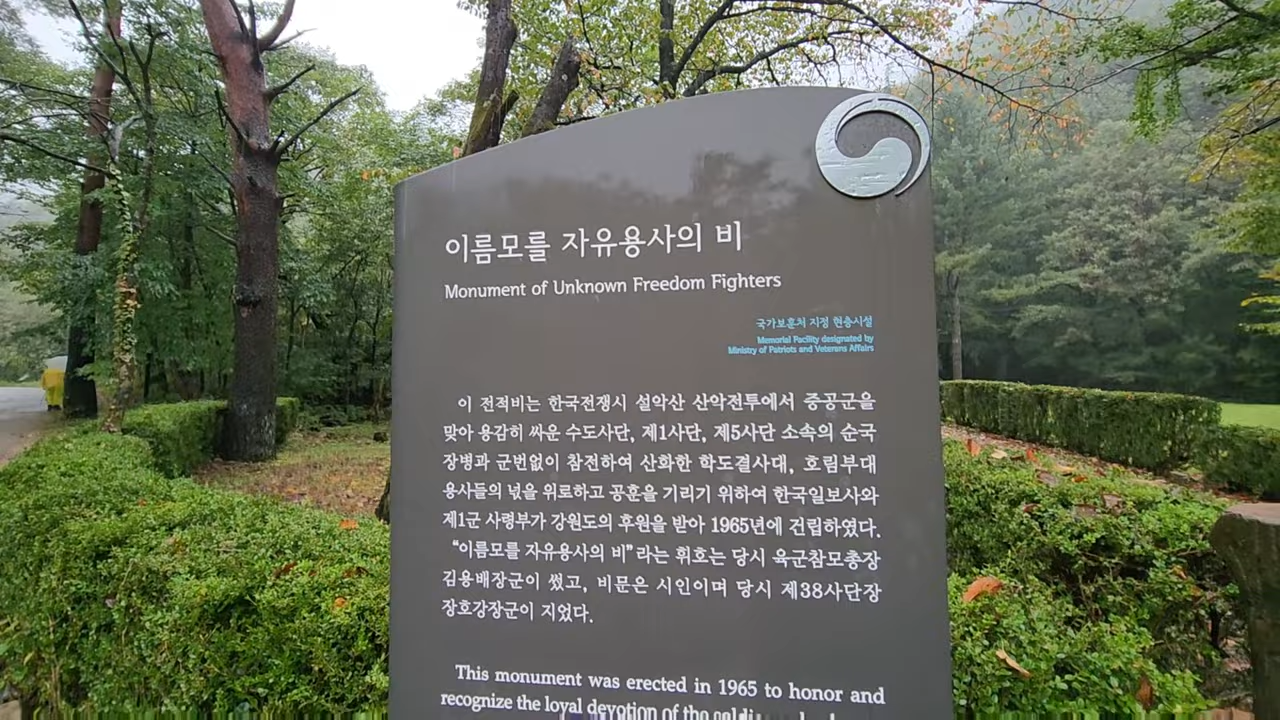 이름모를 자유용사의 비
Monument of Unknown Freedom Fighters
국가보훈처 지정 현충시설
Memorial Facility designated by
Ministry of Patriots and Veterans Affairs
이 전적비는 한국전쟁시 설악산 산악전투에서 중공군을
맞아 용감히 싸운 수도사단, 제1사단, 제5사단 소속의 순국
장병과 군번없이 참전하여 산화한 학도결사대, 호림부대
용사들의 넋을 위로하고 공훈을 기리기 위하여 한국일보사와
제1군 사령부가 강원도의 후원을 받아 1965년에 건립하였다.
“이름모를 자유용사의 비”라는 휘호는 당시 육군참모총장
김용배장군이 썼고, 비문은 시인이며 당시 제38사단장
장호강장군이 지었다.
This monument was erected in 1965 to honor and
recognize the loyal devotion of the